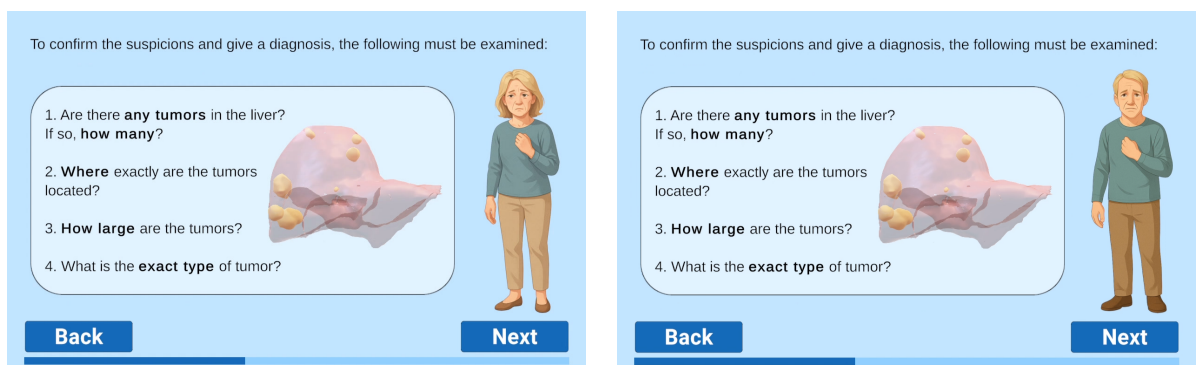 To confirm the suspicions and give a diagnosis, the following must be examined:
1. Are there any tumors in the liver?
If so, how many?
2. Where exactly are the tumors
located?
3. How large are the tumors?
4. What is the exact type of tumor?
Back
Next
To confirm the suspicions and give a diagnosis, the following must be examined:
1. Are there any tumors in the liver?
If so, how many?
2. Where exactly are the tumors
located?
3. How large are the tumors?
4. What is the exact type of tumor?
Back
Next